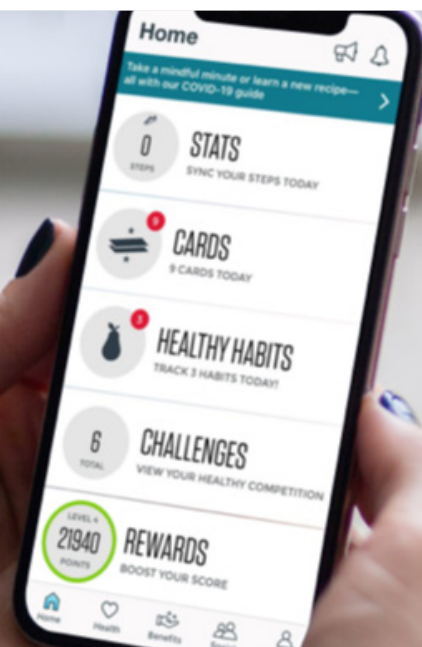 Home
Take a mindful minute or learn a new recipe—
all with our COVID-19 guide
0
STEPS
STATS
SYNC YOUR STEPS TODAY
9
CARDS
9 CARDS TODAY
3
HEALTHY HABITS
TRACK 3 HABITS TODAY!
6
TOTAL
CHALLENGES
VIEW YOUR HEALTHY COMPETITION
LEVEL 4
21940
POINTS
REWARDS
BOOST YOUR SCORE
Home
Health
Benefits